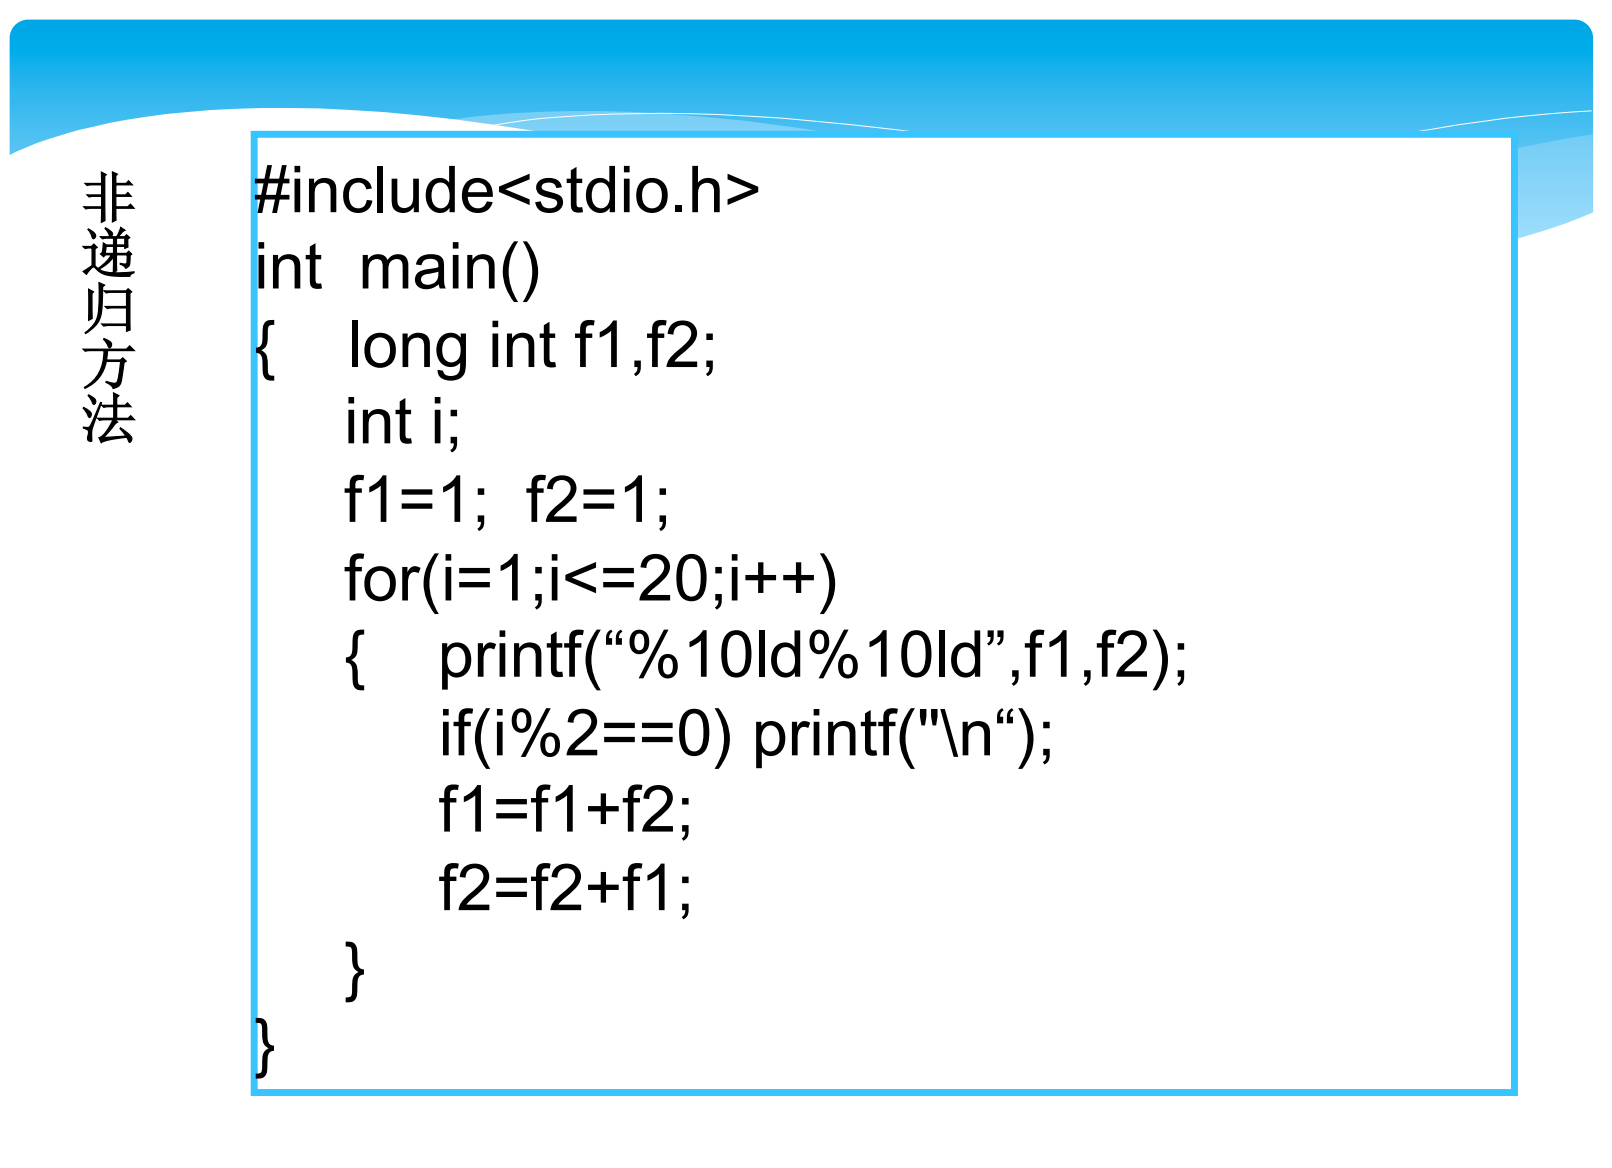 非递归方法
#include<stdio.h>
int  main()
{    long int f1,f2;
     int i;
     f1=1;  f2=1;
     for(i=1;i<=20;i++)
     {    printf(“%10ld%10ld”,f1,f2);
          if(i%2==0) printf("\n“);
          f1=f1+f2;
          f2=f2+f1;
     }
}